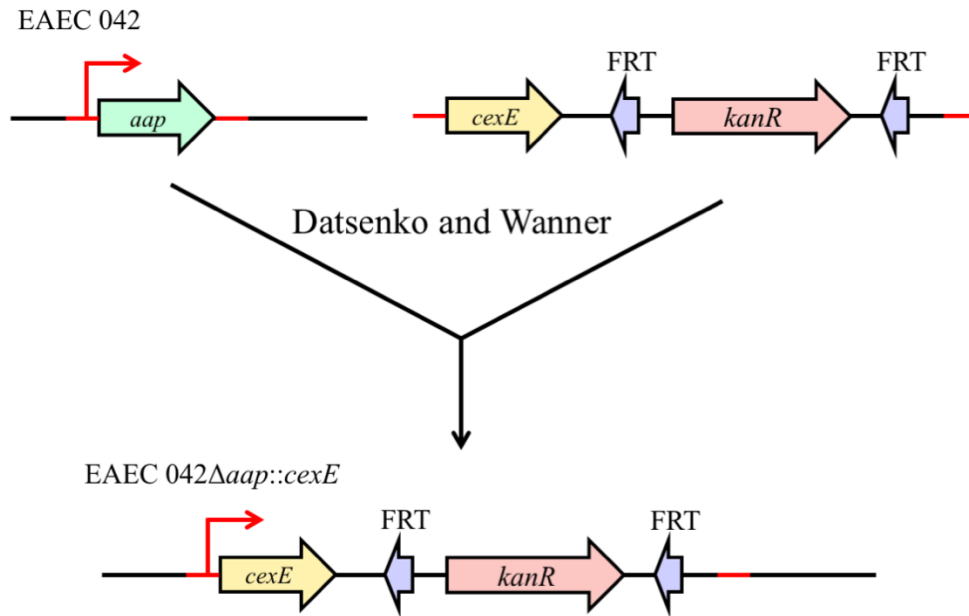 EAEC 042
aap
FRT
FRT
cexE
kanR
Datsenko and Wanner
EAEC 042Δaap::cexE
FRT
FRT
cexE
kanR